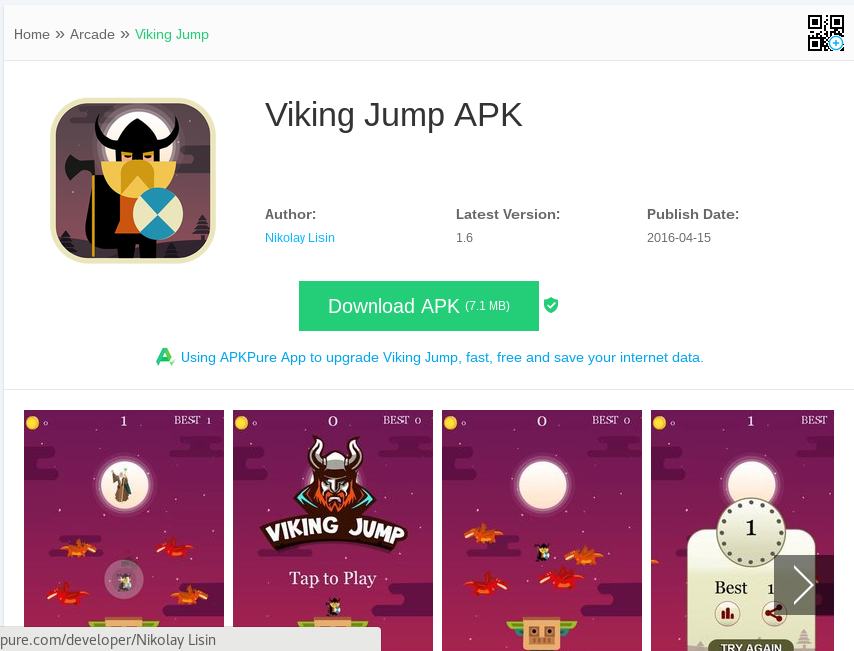 Home » Arcade » Viking Jump
Viking Jump APK
Author:
Latest Version:
Publish Date:
Nikolay Lisin
1.6
2016-04-15
Download APK (7.1 MB)
Using APKPure App to upgrade Viking Jump, fast, free and save your internet data.
0 1 BEST 1
0 0 BEST 0
VIKING JUMP
Tap to Play
0 0 BEST 0
0 1 BEST
1
Best 1
TRY AGAIN
pure.com/developer/Nikolay Lisin